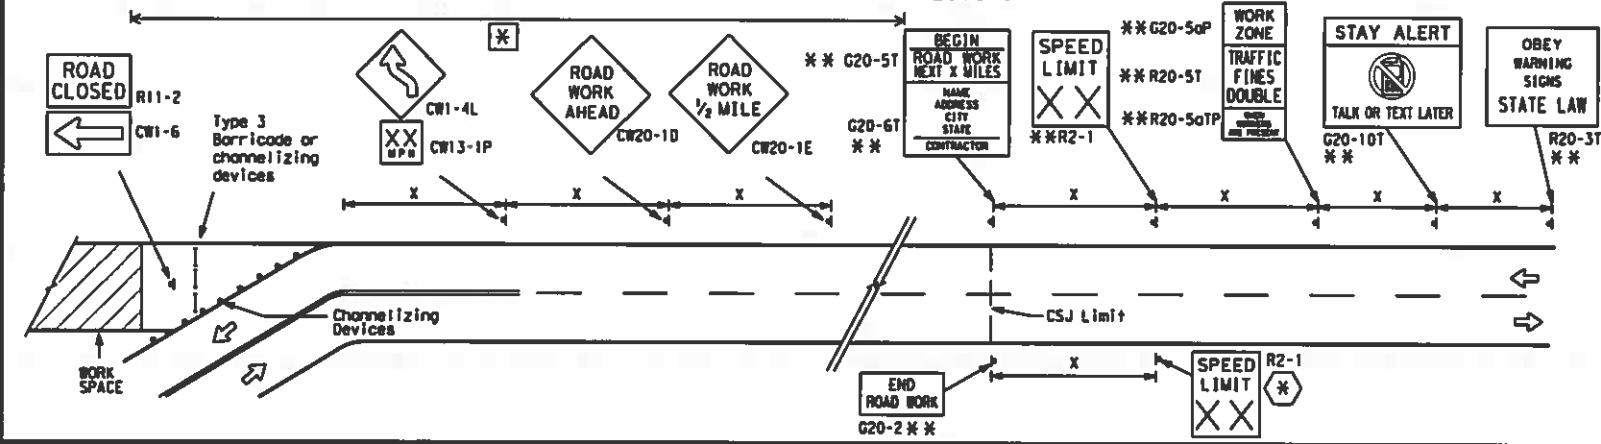 ROAD
CLOSED
R11-2
CW1-6
Type 3
Barricade or
channelizing
devices
*
XX
MPH
CW1-4L
CW13-1P
ROAD
WORK
AHEAD
CW20-1D
ROAD
WORK
1/2 MILE
CW20-1E
** G20-5T
BEGIN
ROAD WORK
NEXT X MILES
G20-6T
**
NAME
ADDRESS
CITY
STATE
CONTRACTOR
SPEED
LIMIT
XX
**R2-1
**G20-5aP
WORK
ZONE
**R20-5T
TRAFFIC
FINES
DOUBLE
**R20-5aTP
WHEN
WORKERS
ARE PRESENT
STAY ALERT
TALK OR TEXT LATER
G20-10T
**
OBEY
WARNING
SIGNS
STATE LAW
R20-3T
**
X
X
X
X
X
X
X
Channelizing
Devices
CSJ Limit
WORK
SPACE
END
ROAD WORK
G20-2 **
X
SPEED
LIMIT
XX
R2-1
*